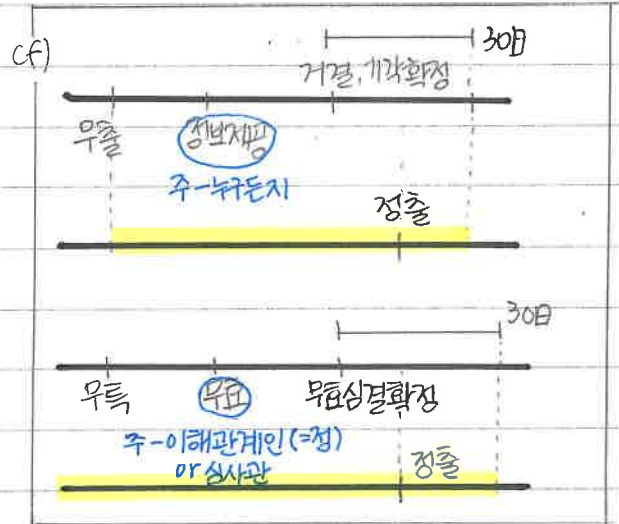 cf)
30日
거절, 기각확정
무출
정보제공
주-누구든지
정출
30日
무특
무효
무효심결확정
주-이해관계인(=정)
or 심사관
정출